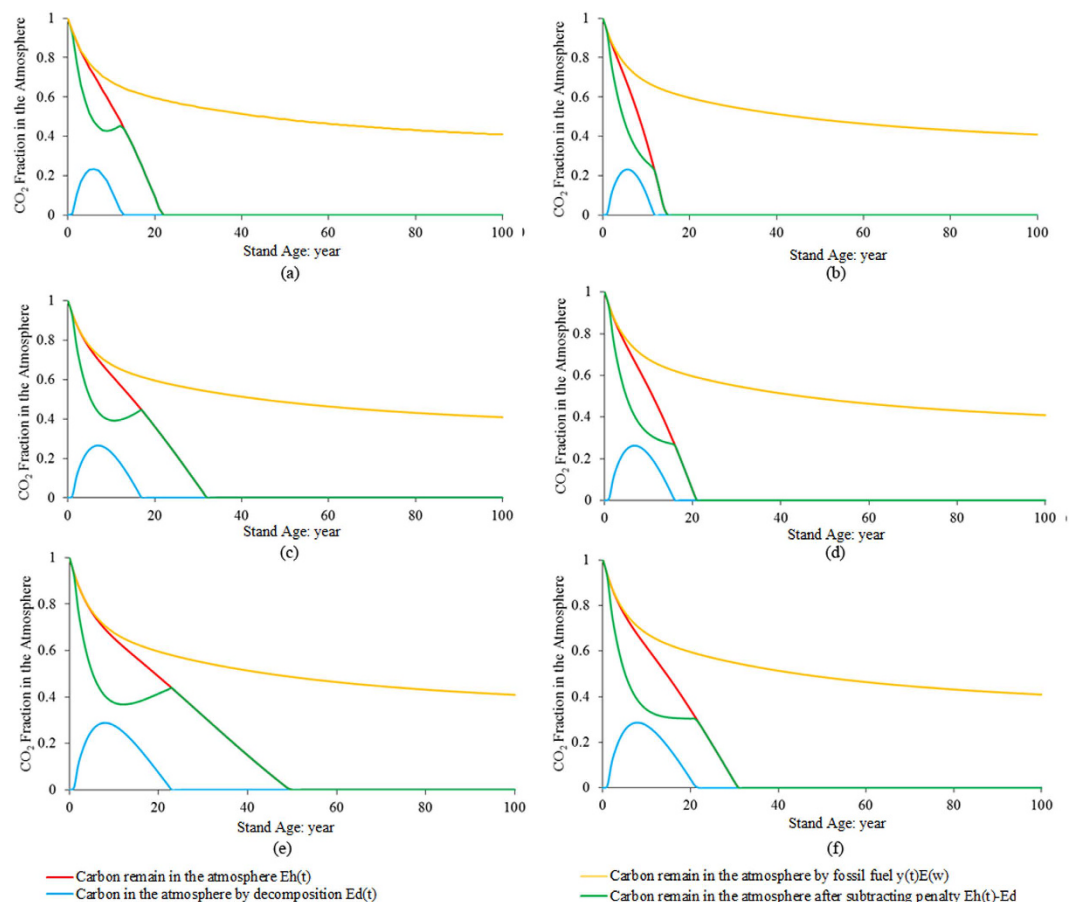 1
0.8
0.6
0.4
0.2
0
CO2 Fraction in the Atmosphere
0 20 40 60 80 100
Stand Age: year
(a)
1
0.8
0.6
0.4
0.2
0
CO2 Fraction in the Atmosphere
0 20 40 60 80 100
Stand Age: year
(b)
1
0.8
0.6
0.4
0.2
0
CO2 Fraction in the Atmosphere
0 20 40 60 80 100
Stand Age: year
(c)
1
0.8
0.6
0.4
0.2
0
CO2 Fraction in the Atmosphere
0 20 40 60 80 100
Stand Age: year
(d)
1
0.8
0.6
0.4
0.2
0
CO2 Fraction in the Atmosphere
0 20 40 60 80 100
Stand Age: year
(e)
1
0.8
0.6
0.4
0.2
0
CO2 Fraction in the Atmosphere
0 20 40 60 80 100
Stand Age: year
(f)
Carbon remain in the atmosphere Eh(t)
Carbon in the atmosphere by decomposition Ed(t)
Carbon remain in the atmosphere by fossil fuel y(t)E(w)
Carbon remain in the atmosphere after subtracting penalty Eh(t)-Ed